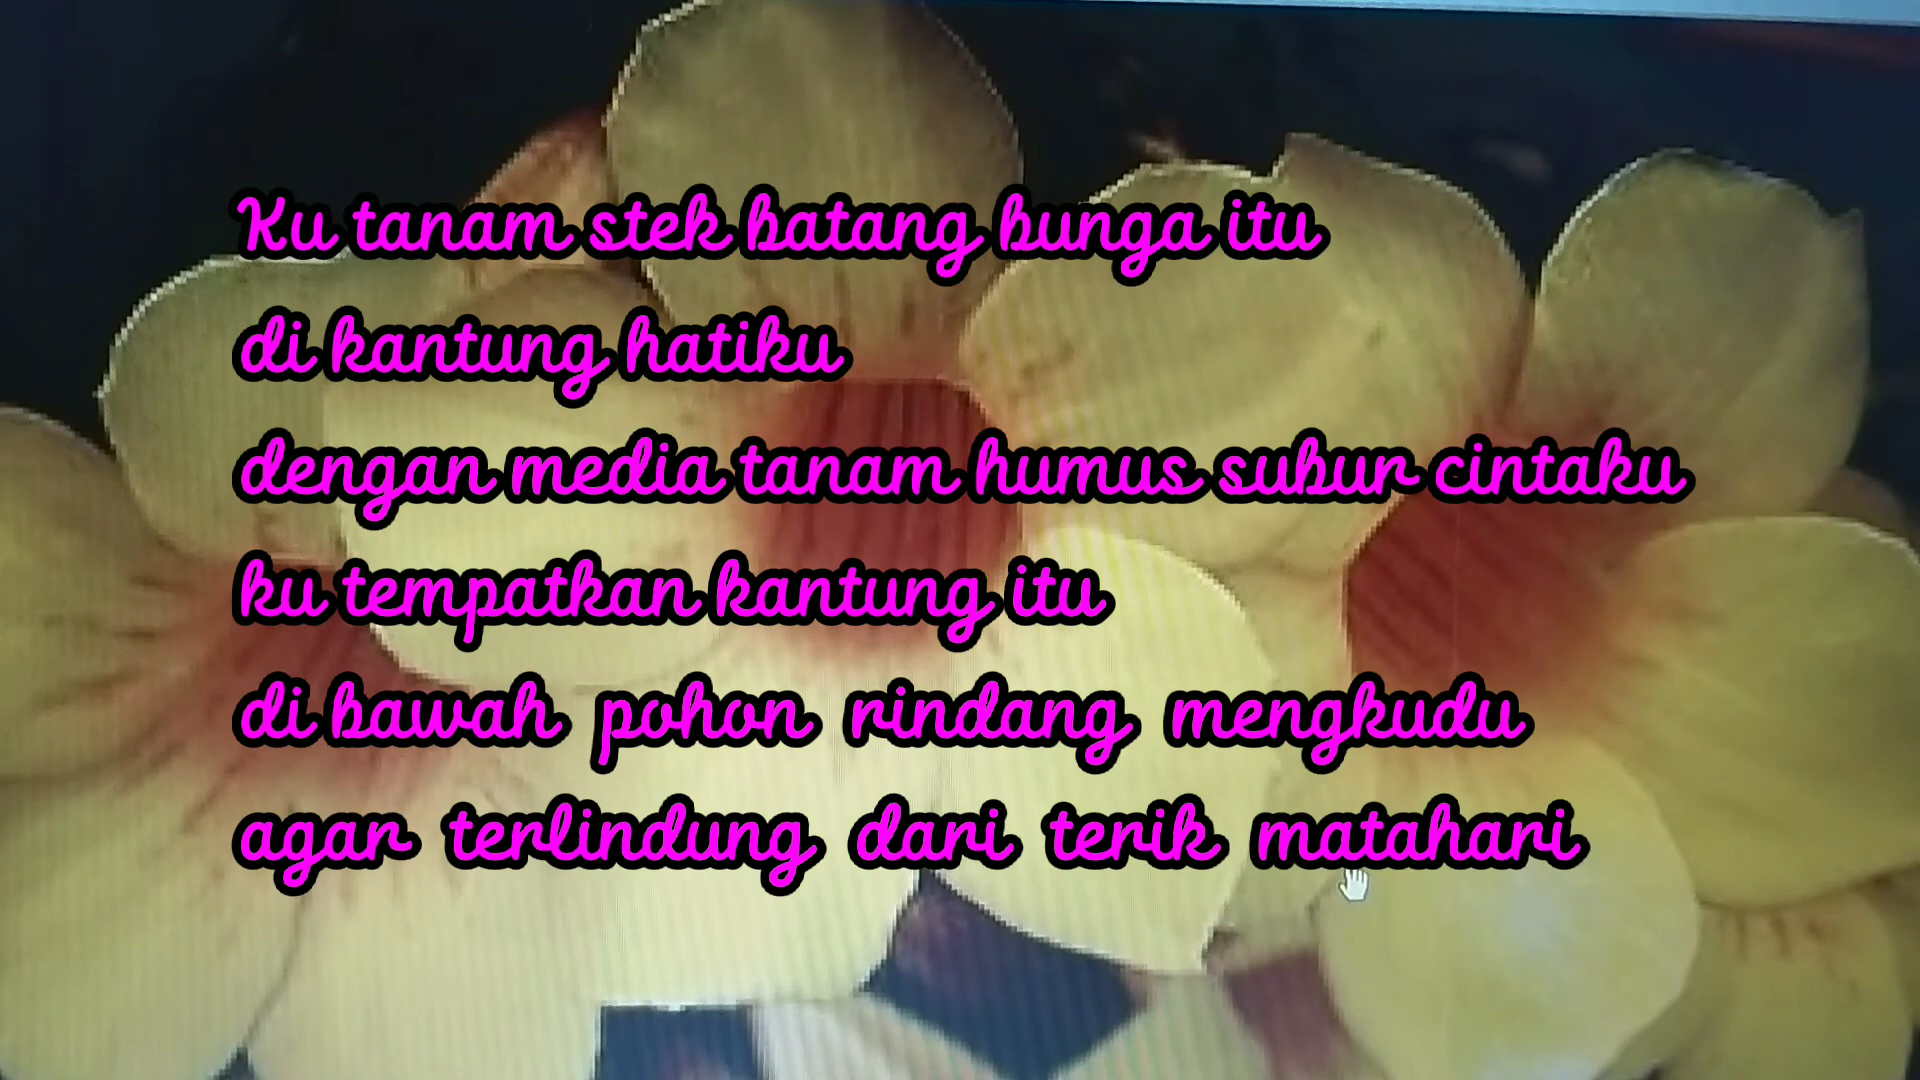 Ku tanam stek batang bunga itu
di kantung hatiku
dengan media tanam humus subur cintaku
ku tempatkan kantung itu
di bawah pohon rindang mengkudu
agar terlindung dari terik matahari